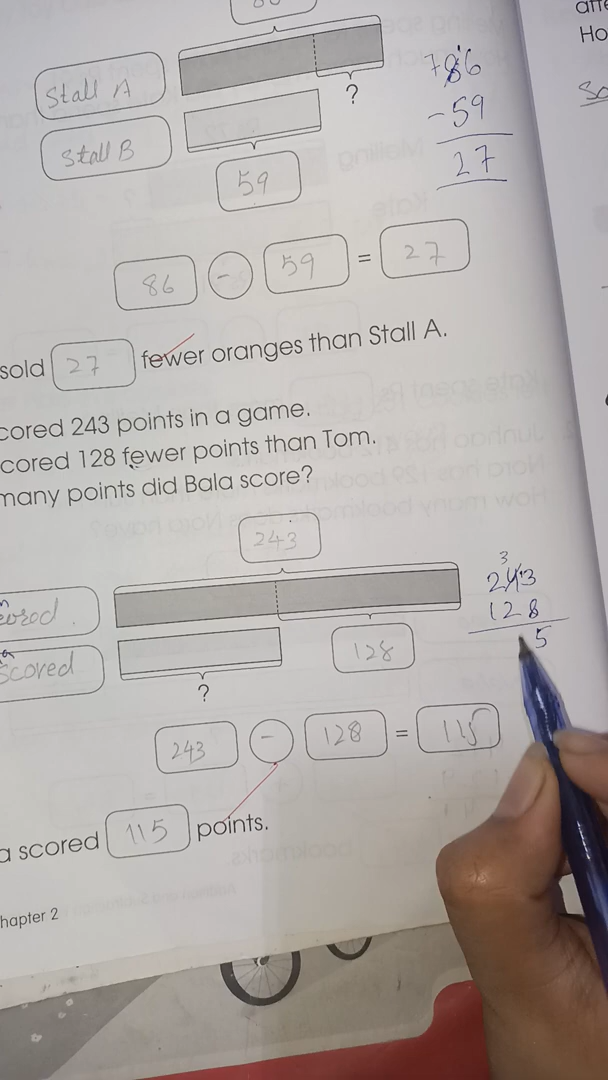 Stall A
?
Stall B
59
786
-59
27
86 - 59 = 27
sold 27 fewer oranges than Stall A.
cored 243 points in a game.
cored 128 fewer points than Tom.
many points did Bala score?
243
3
243
128
5
scored
128
?
243 - 128 = 115
a scored 115 points.
hapter 2
Ho